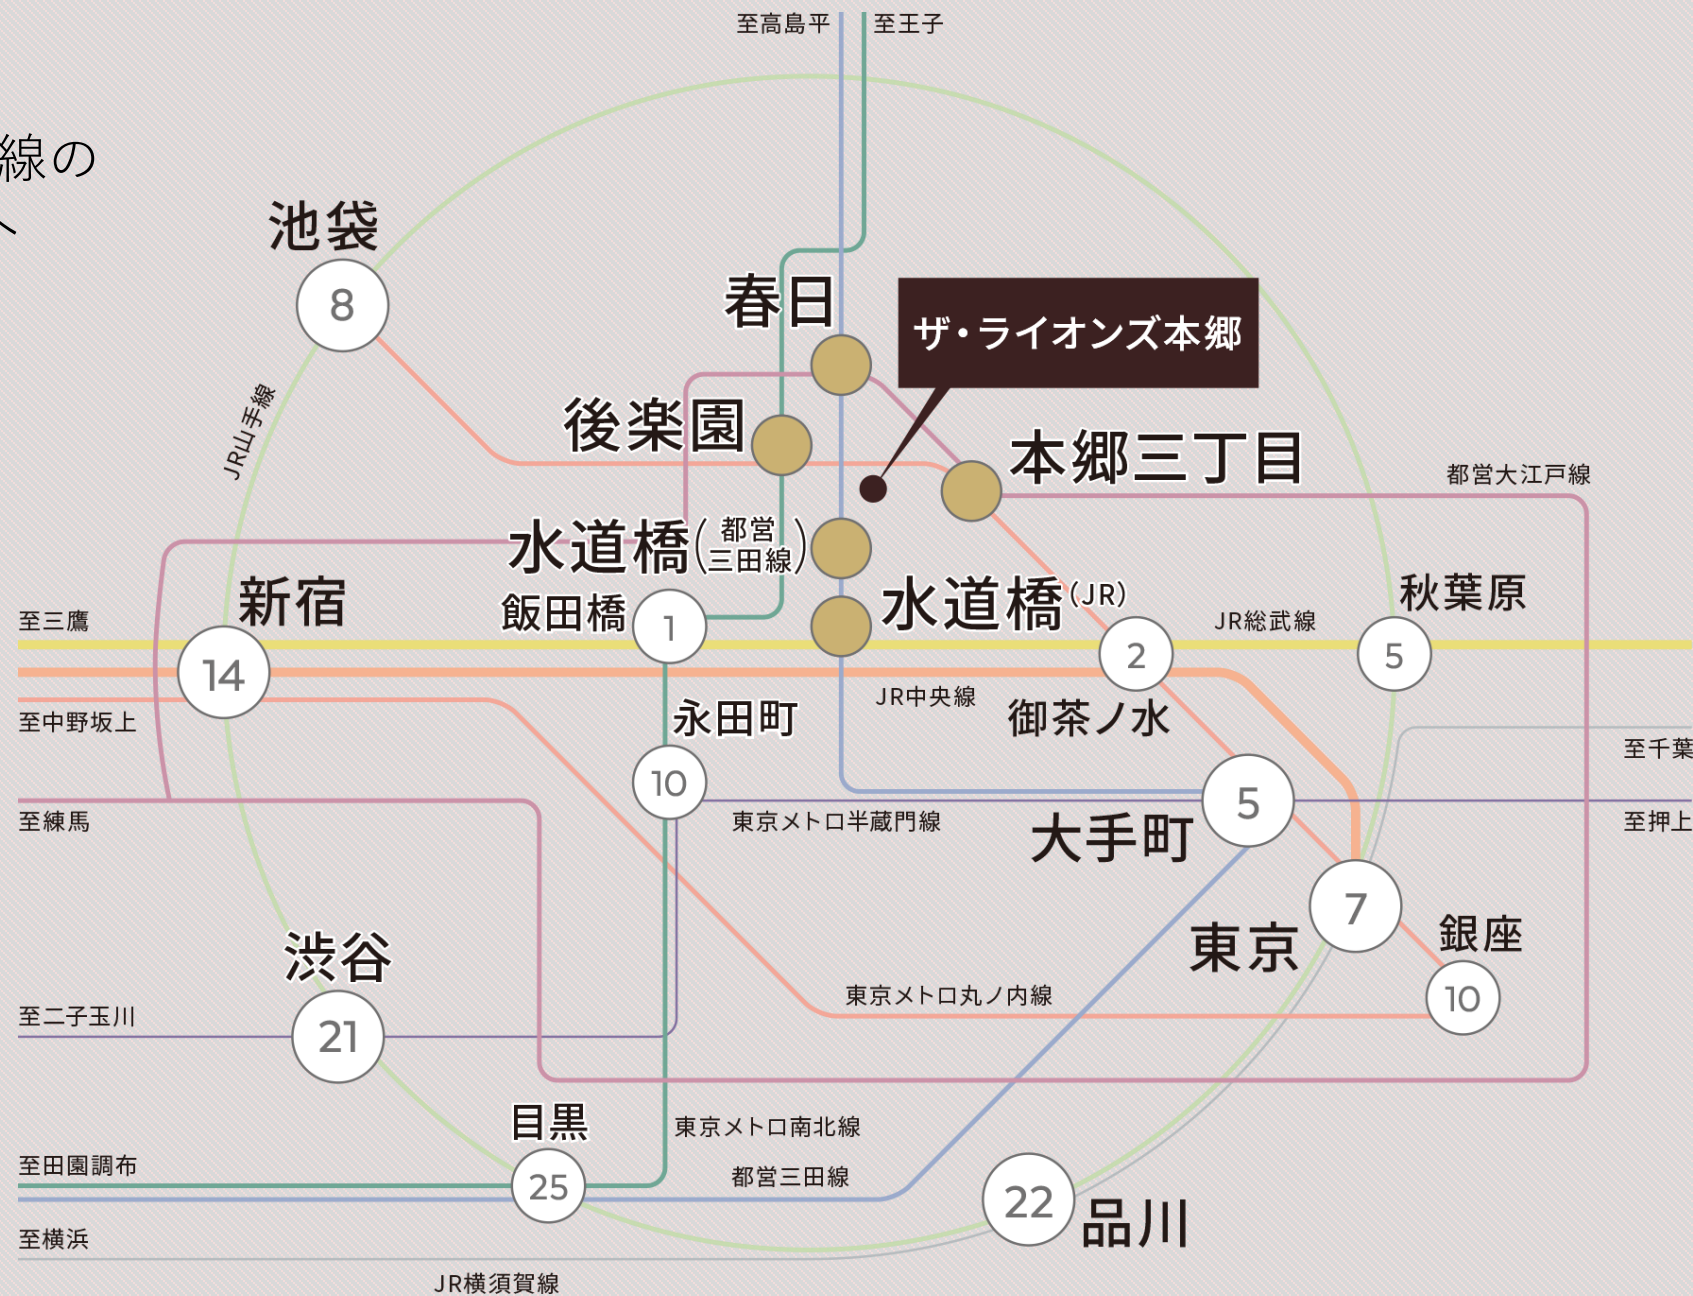 至高島平
至王子
線の
へ
池袋
8
春日
ザ・ライオンズ本郷
JR山手線
後楽園
本郷三丁目
都営大江戸線
水道橋(都営三田線)
新宿
飯田橋
1
水道橋(JR)
秋葉原
至三鷹
JR総武線
14
2
5
JR中央線
至中野坂上
永田町
御茶ノ水
至千葉
10
5
至練馬
東京メトロ半蔵門線
大手町
至押上
7
渋谷
東京
銀座
東京メトロ丸ノ内線
10
至二子玉川
21
目黒
東京メトロ南北線
至田園調布
都営三田線
25
22
品川
至横浜
JR横須賀線